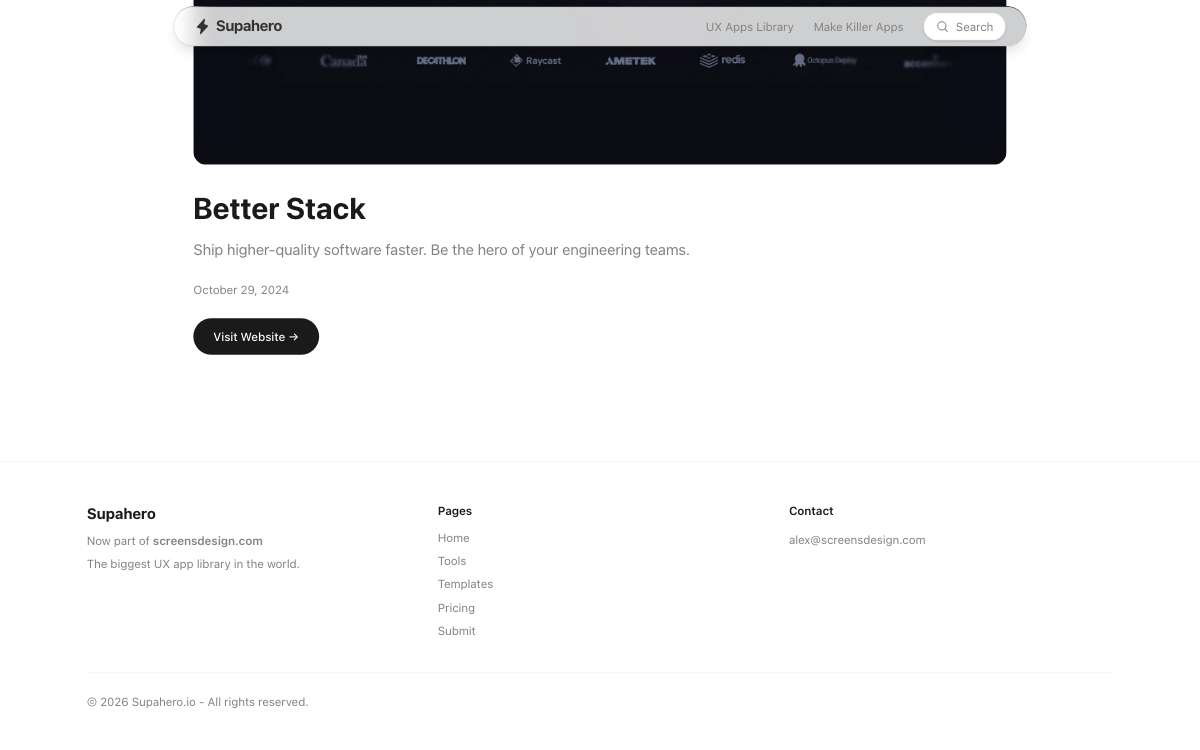 Supahero
UX Apps Library
Make Killer Apps
Search
Canada
DECATHLON
Raycast
AMETEK
redis
Octopus Deploy
Better Stack
Ship higher-quality software faster. Be the hero of your engineering teams.
October 29, 2024
Visit Website →
Supahero
Now part of screensdesign.com
The biggest UX app library in the world.
Pages
Home
Tools
Templates
Pricing
Submit
Contact
alex@screensdesign.com
© 2026 Supahero.io - All rights reserved.